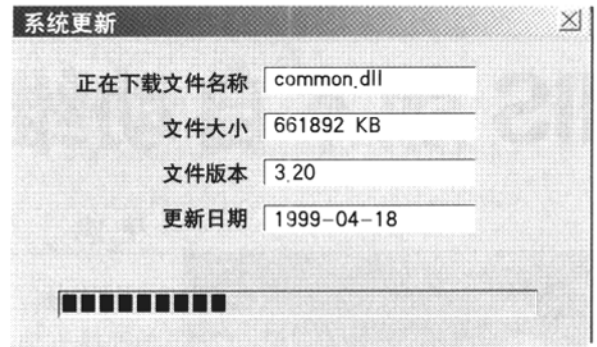 系统更新
正在下载文件名称 common.dll
文件大小 661892 KB
文件版本 3.20
更新日期 1999-04-18